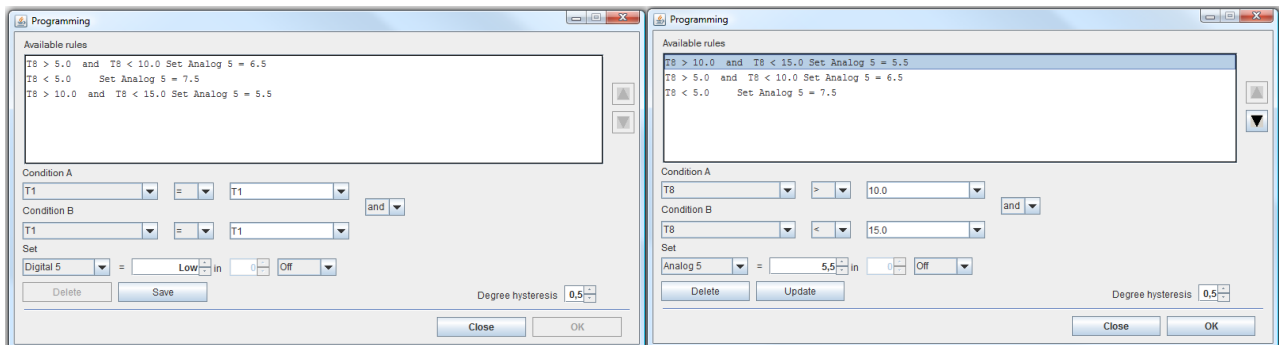 Programming
Available rules
T8 > 5.0 and T8 < 10.0 Set Analog 5 = 6.5
T8 < 5.0 Set Analog 5 = 7.5
T8 > 10.0 and T8 < 15.0 Set Analog 5 = 5.5
Condition A
T1 = T1
and
Condition B
T1 = T1
Set
Digital 5 = Low in 0 Off
Delete Save
Degree hysteresis 0,5
Close OK
Programming
Available rules
T8 > 10.0 and T8 < 15.0 Set Analog 5 = 5.5
T8 > 5.0 and T8 < 10.0 Set Analog 5 = 6.5
T8 < 5.0 Set Analog 5 = 7.5
Condition A
T8 > 10.0
and
Condition B
T8 < 15.0
Set
Analog 5 = 5,5 in 0 Off
Delete Update
Degree hysteresis 0,5
Close OK